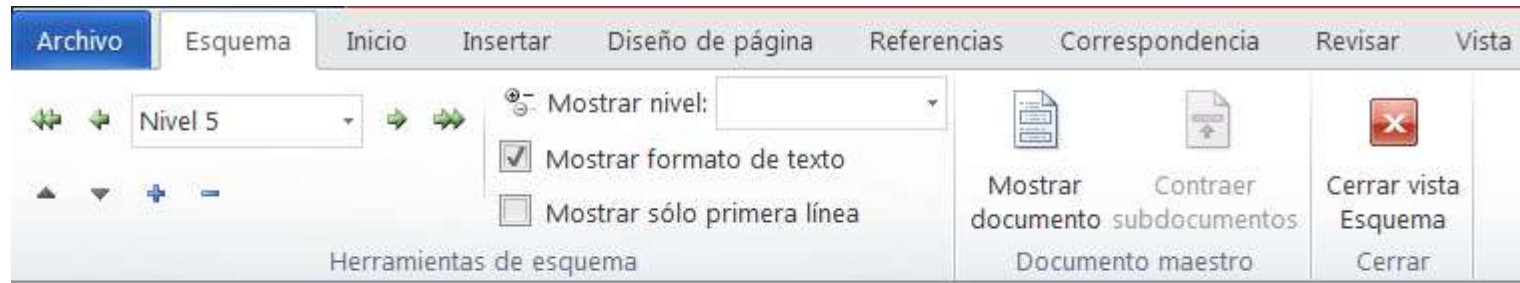 Archivo Esquema Inicio Insertar Diseño de página Referencias Correspondencia Revisar Vista
Nivel 5
Mostrar nivel:
Mostrar formato de texto
Mostrar sólo primera línea
Herramientas de esquema
Mostrar
documento
Contraer
subdocumentos
Documento maestro
Cerrar vista
Esquema
Cerrar